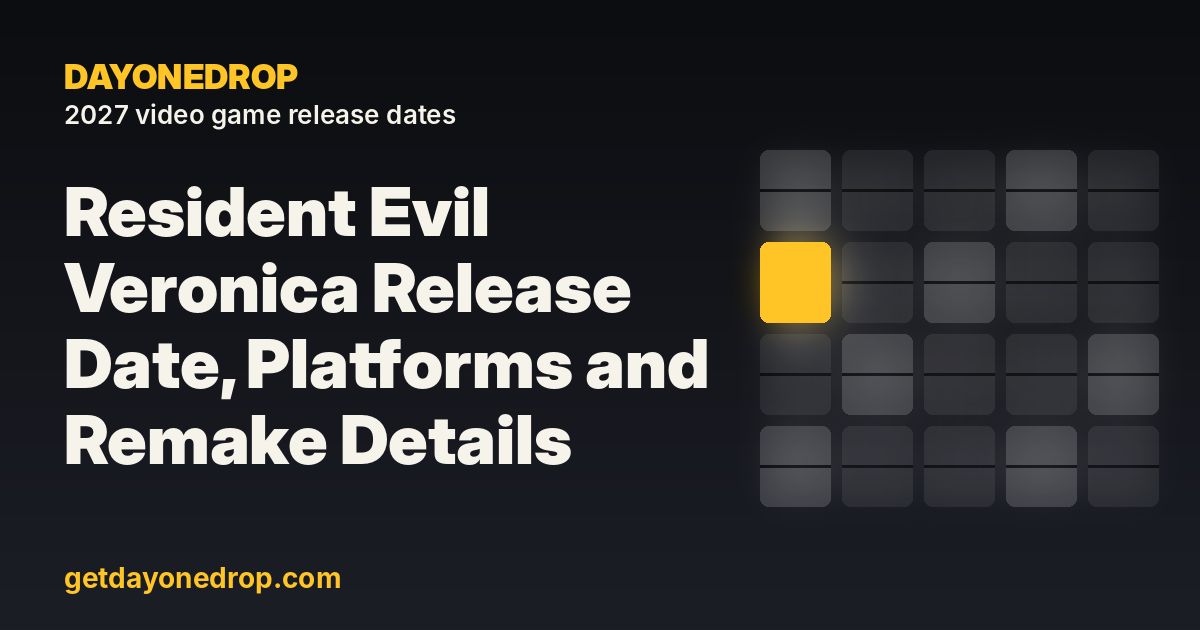 DAYONEDROP
2027 video game release dates
Resident Evil
Veronica Release
Date, Platforms and
Remake Details
getdayonedrop.com